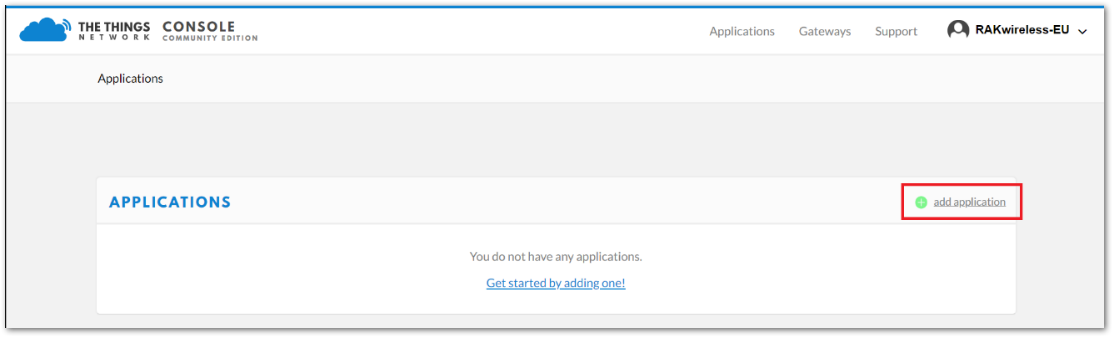 THE THINGS CONSOLE
NETWORK COMMUNITY EDITION
Applications Gateways Support RAKwireless-EU
Applications
APPLICATIONS
add application
You do not have any applications.
Get started by adding one!